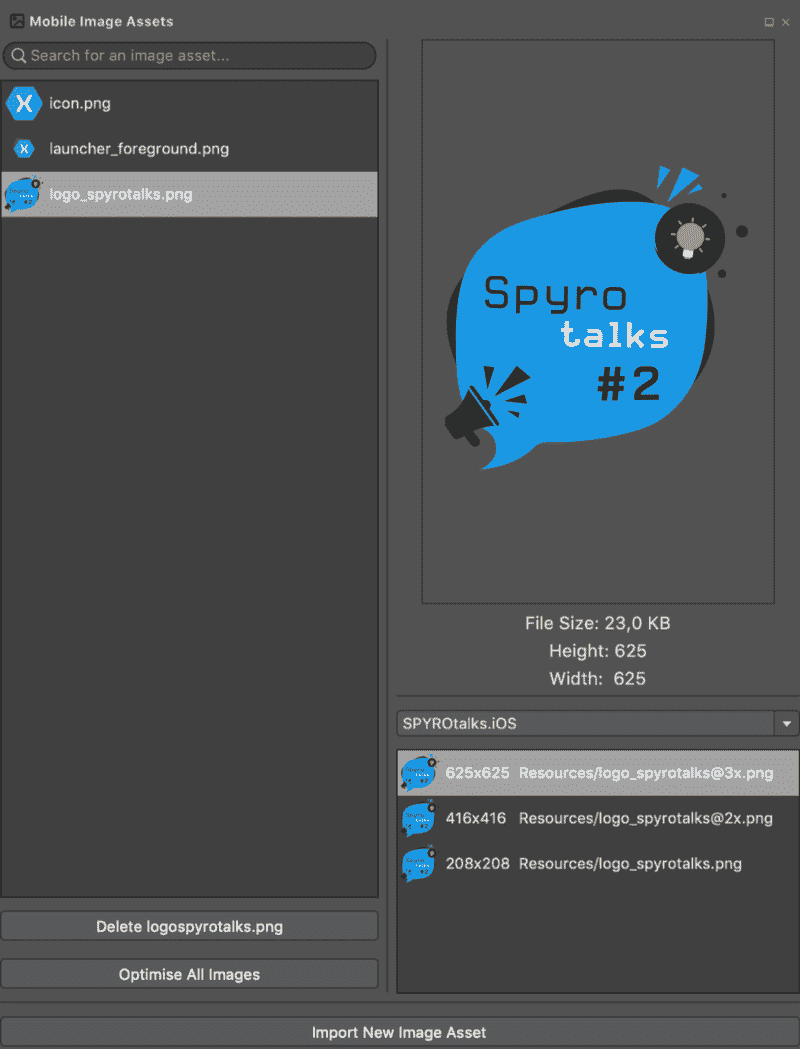 Mobile Image Assets
Search for an image asset...
icon.png
launcher_foreground.png
logo_spyrotalks.png
Delete logospyrotalks.png
Optimise All Images
Spyro
talks
#2
File Size: 23,0 KB
Height: 625
Width: 625
SPYROtalks.iOS
625x625 Resources/logo_spyrotalks@3x.png
416x416 Resources/logo_spyrotalks@2x.png
208x208 Resources/logo_spyrotalks.png
Import New Image Asset